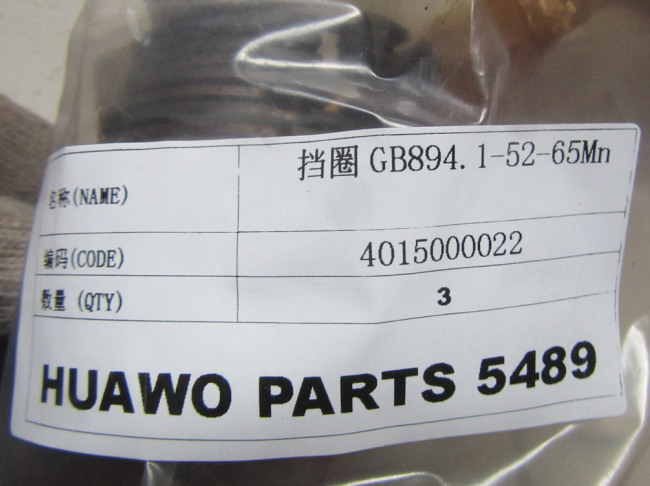 名称(NAME) 挡圈 GB894.1-52-65Mn
编码(CODE) 4015000022
数量 (QTY) 3
HUAWO PARTS 5489